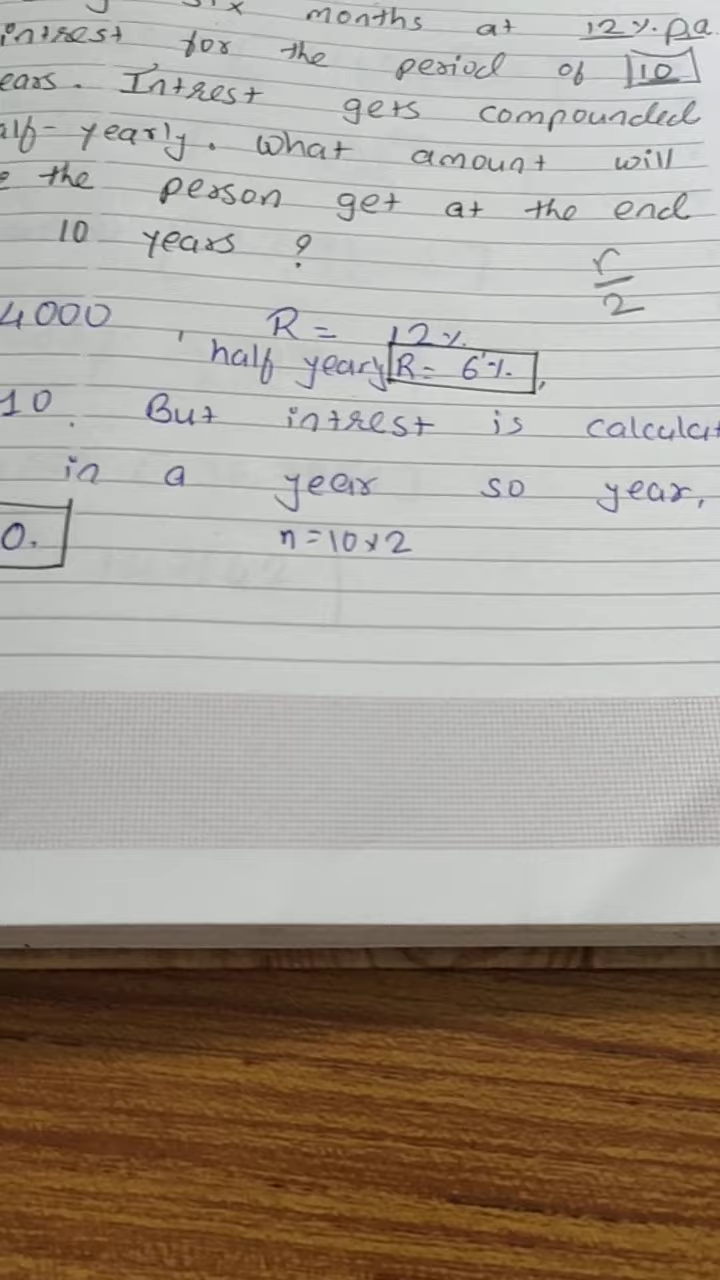 months at 12%. pa.
intrest for the period of 10
ears. Intrest gets compounded
alf-yearly. What amount will
e the person get at the end
10 years ?
r/2
4000, R = 12%.
half yeary R = 6%.,
10. But intrest is calculat
in a year so year,
0. n = 10 × 2